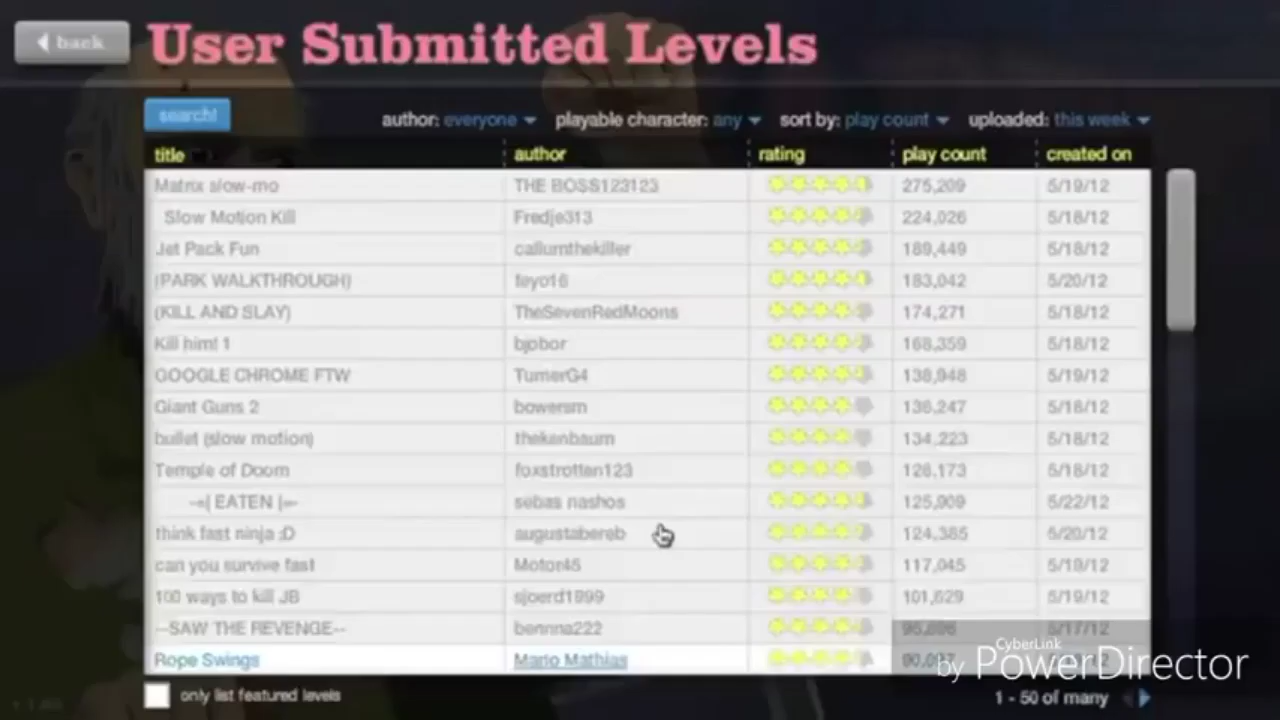 back
User Submitted Levels
search!
author: everyone playable character: any sort by: play count uploaded: this week
title author rating play count created on
Matrix slow-mo THE BOSS123123 275,209 5/19/12
Slow Motion Kill Fredje313 224,026 5/18/12
Jet Pack Fun callumthekiller 189,449 5/18/12
(PARK WALKTHROUGH) teyo16 183,042 5/20/12
(KILL AND SLAY) TheSevenRedMoons 174,271 5/18/12
Kill him! 1 bjobor 168,359 5/18/12
GOOGLE CHROME FTW TurnerG4 138,948 5/19/12
Giant Guns 2 bowersm 136,247 5/18/12
bullet (slow motion) thekenbaum 134,223 5/18/12
Temple of Doom foxstrotten123 126,173 5/18/12
--| EATEN |-- sebas nashos 125,909 5/22/12
think fast ninja :D augustabereb 124,385 5/20/12
can you survive fast Motor45 117,045 5/19/12
100 ways to kill JB sjoerd1999 101,629 5/19/12
--SAW THE REVENGE-- bennna222 5/17/12
Rope Swings Mario Mathias
CyberLink
by PowerDirector
only list featured levels 1 - 50 of many